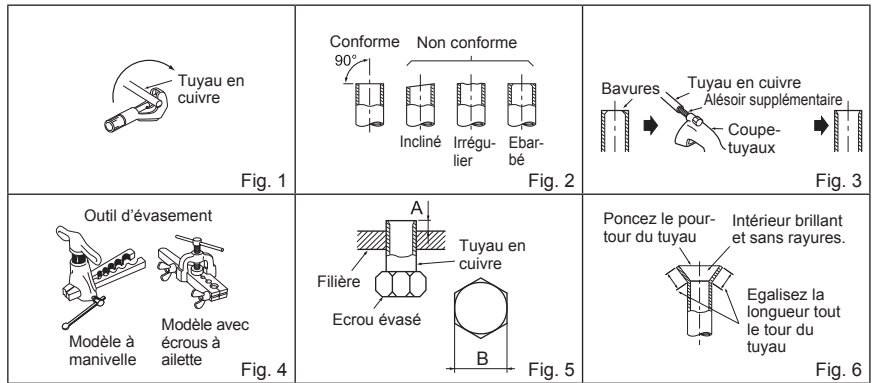 Tuyau en
cuivre
Fig. 1
Conforme
Non conforme
90°
Incliné
Irrégu-
lier
Ebar-
bé
Fig. 2
Bavures
Tuyau en cuivre
Alésoir supplémentaire
Coupe-
tuyaux
Fig. 3
Outil d’évasement
Modèle à
manivelle
Modèle avec
écrous à
ailette
Fig. 4
A
Tuyau en
cuivre
Filière
Ecrou évasé
B
Fig. 5
Poncez le pour-
tour du tuyau
Intérieur brillant
et sans rayures.
Egalisez la
longueur tout
le tour du
tuyau
Fig. 6